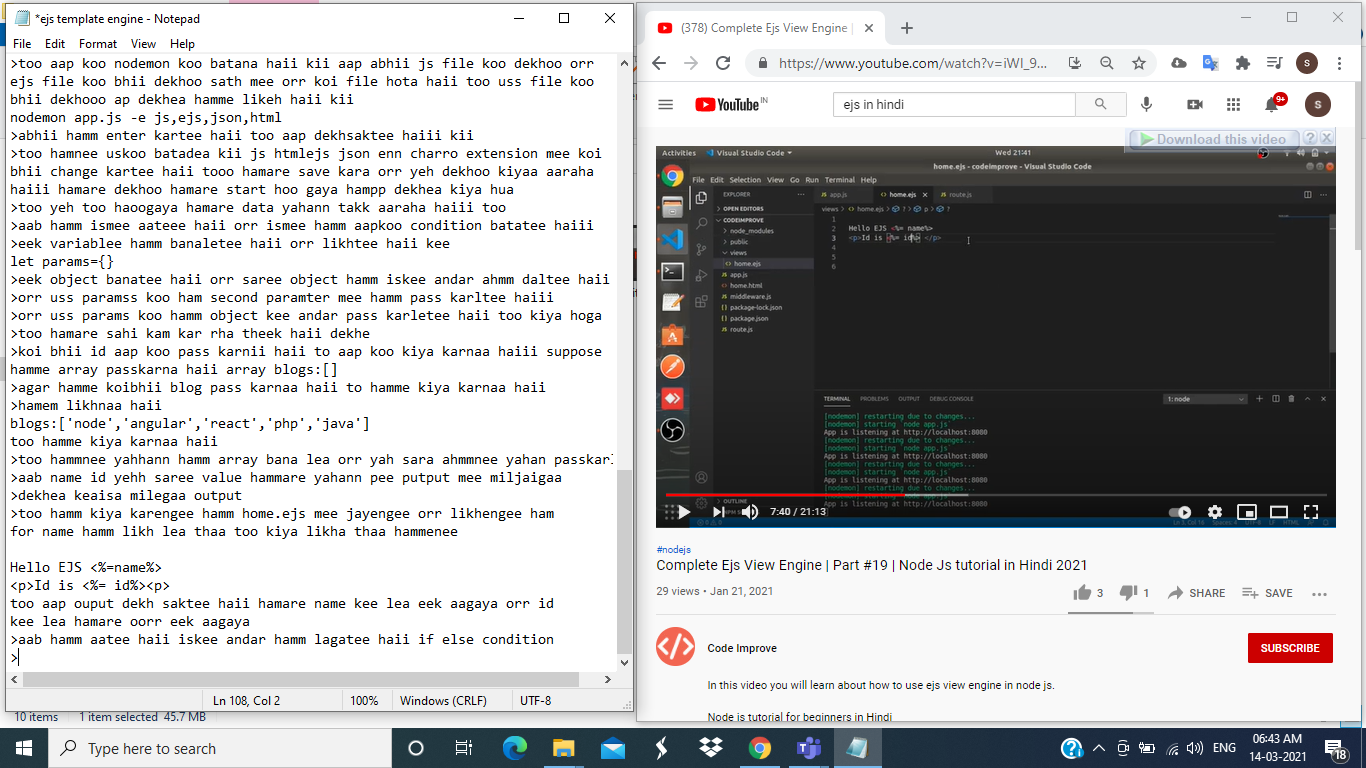 *ejs template engine - Notepad
File Edit Format View Help
>too aap koo nodemon koo batana haii kii aap abhii js file koo dekhoo orr
ejs file koo bhii dekhoo sath mee orr koi file hota haii too uss file koo
bhii dekhooo ap dekhea hamme likeh haii kii
nodemon app.js -e js,ejs,json,html
>abhii hamm enter kartee haii too aap dekhsaktee haiii kii
>too hamnee uskoo batadea kii js htmlejs json enn charro extension mee koi
bhii change kartee haii tooo hamare save kara orr yeh dekhoo kiyaa aaraha
haiii hamare dekhoo hamare start hoo gaya hampp dekhea kiya hua
>too yeh too haoogaya hamare data yahann takk aaraha haiii too
>aab hamm ismee aateee haii orr ismee hamm aapkoo condition batatee haiii
>eek variablee hamm banaletee haii orr likhtee haii kee
let params={}
>eek object banatee haii orr saree object hamm iskee andar ahmm daltee haii
>orr uss paramss koo ham second paramter mee hamm pass karltee haiii
>orr uss params koo hamm object kee andar pass karletee haii too kiya hoga
>too hamare sahi kam kar rha theek haii dekhe
>koi bhii id aap koo pass karnii haii to aap koo kiya karnaa haiii suppose
hamme array passkarna haii array blogs:[]
>agar hamme koibhii blog pass karnaa haii to hamme kiya karnaa haii
>hamem likhnaa haii
blogs:['node','angular','react','php','java']
too hamme kiya karnaa haii
>too hammnee yahhann hmm array bana lea orr yah sara ahmmnee yahan passkar
>aab name id yehh saree value hammare yahann pee putput mee miljaigaa
>dekhea keaisa milegaa output
>too hamm kiya karengee hamm home.ejs mee jayengee orr likhengee ham
for name hamm likh lea thaa too kiya likha thaa hammenee
Hello EJS <%=name%>
<p>Id is <%= id%><p>
too aap ouput dekh saktee haii hamare name kee lea eek aagaya orr id
kee lea hamare oorr eek aagaya
>aab hamm aatee haii iskee andar hamm lagatee haii if else condition
>
Ln 108, Col 2 100% Windows (CRLF) UTF-8
10 items 1 item selected 45.7 MB
(378) Complete Ejs View Engine |
https://www.youtube.com/watch?v=iWI_9...
S
YouTube IN
ejs in hindi
9+
S
Download this video ? X
Activities Visual Studio Code Wed 21:41
home.ejs - codeimprove - Visual Studio Code
File Edit Selection View Go Run Terminal Help
EXPLORER
OPEN EDITORS
CODEIMPROVE
node_modules
public
views
home.ejs
app.js
home.html
middleware.js
package-lock.json
package.json
route.js
OUTLINE
app.js home.ejs route.js
views > home.ejs > ? > p > ?
1
2 Hello EJS <%= name%>
3 <p>Id is <%= id%> </p>
4
5
6
TERMINAL PROBLEMS OUTPUT DEBUG CONSOLE 1: node
[nodemon] restarting due to changes...
[nodemon] starting `node app.js`
App is listening at http://localhost:8080
[nodemon] restarting due to changes...
[nodemon] starting `node app.js`
App is listening at http://localhost:8080
[nodemon] restarting due to changes...
[nodemon] starting `node app.js`
App is listening at http://localhost:8080
[nodemon] restarting due to changes...
[nodemon] starting `node app.js`
App is listening at http://localhost:8080
7:40 / 21:13
#nodejs
Complete Ejs View Engine | Part #19 | Node Js tutorial in Hindi 2021
29 views • Jan 21, 2021
3 1 SHARE SAVE
Code Improve
SUBSCRIBE
In this video you will learn about how to use ejs view engine in node js.
Node js tutorial for beginners in Hindi
Type here to search
ENG
06:43 AM
14-03-2021
18